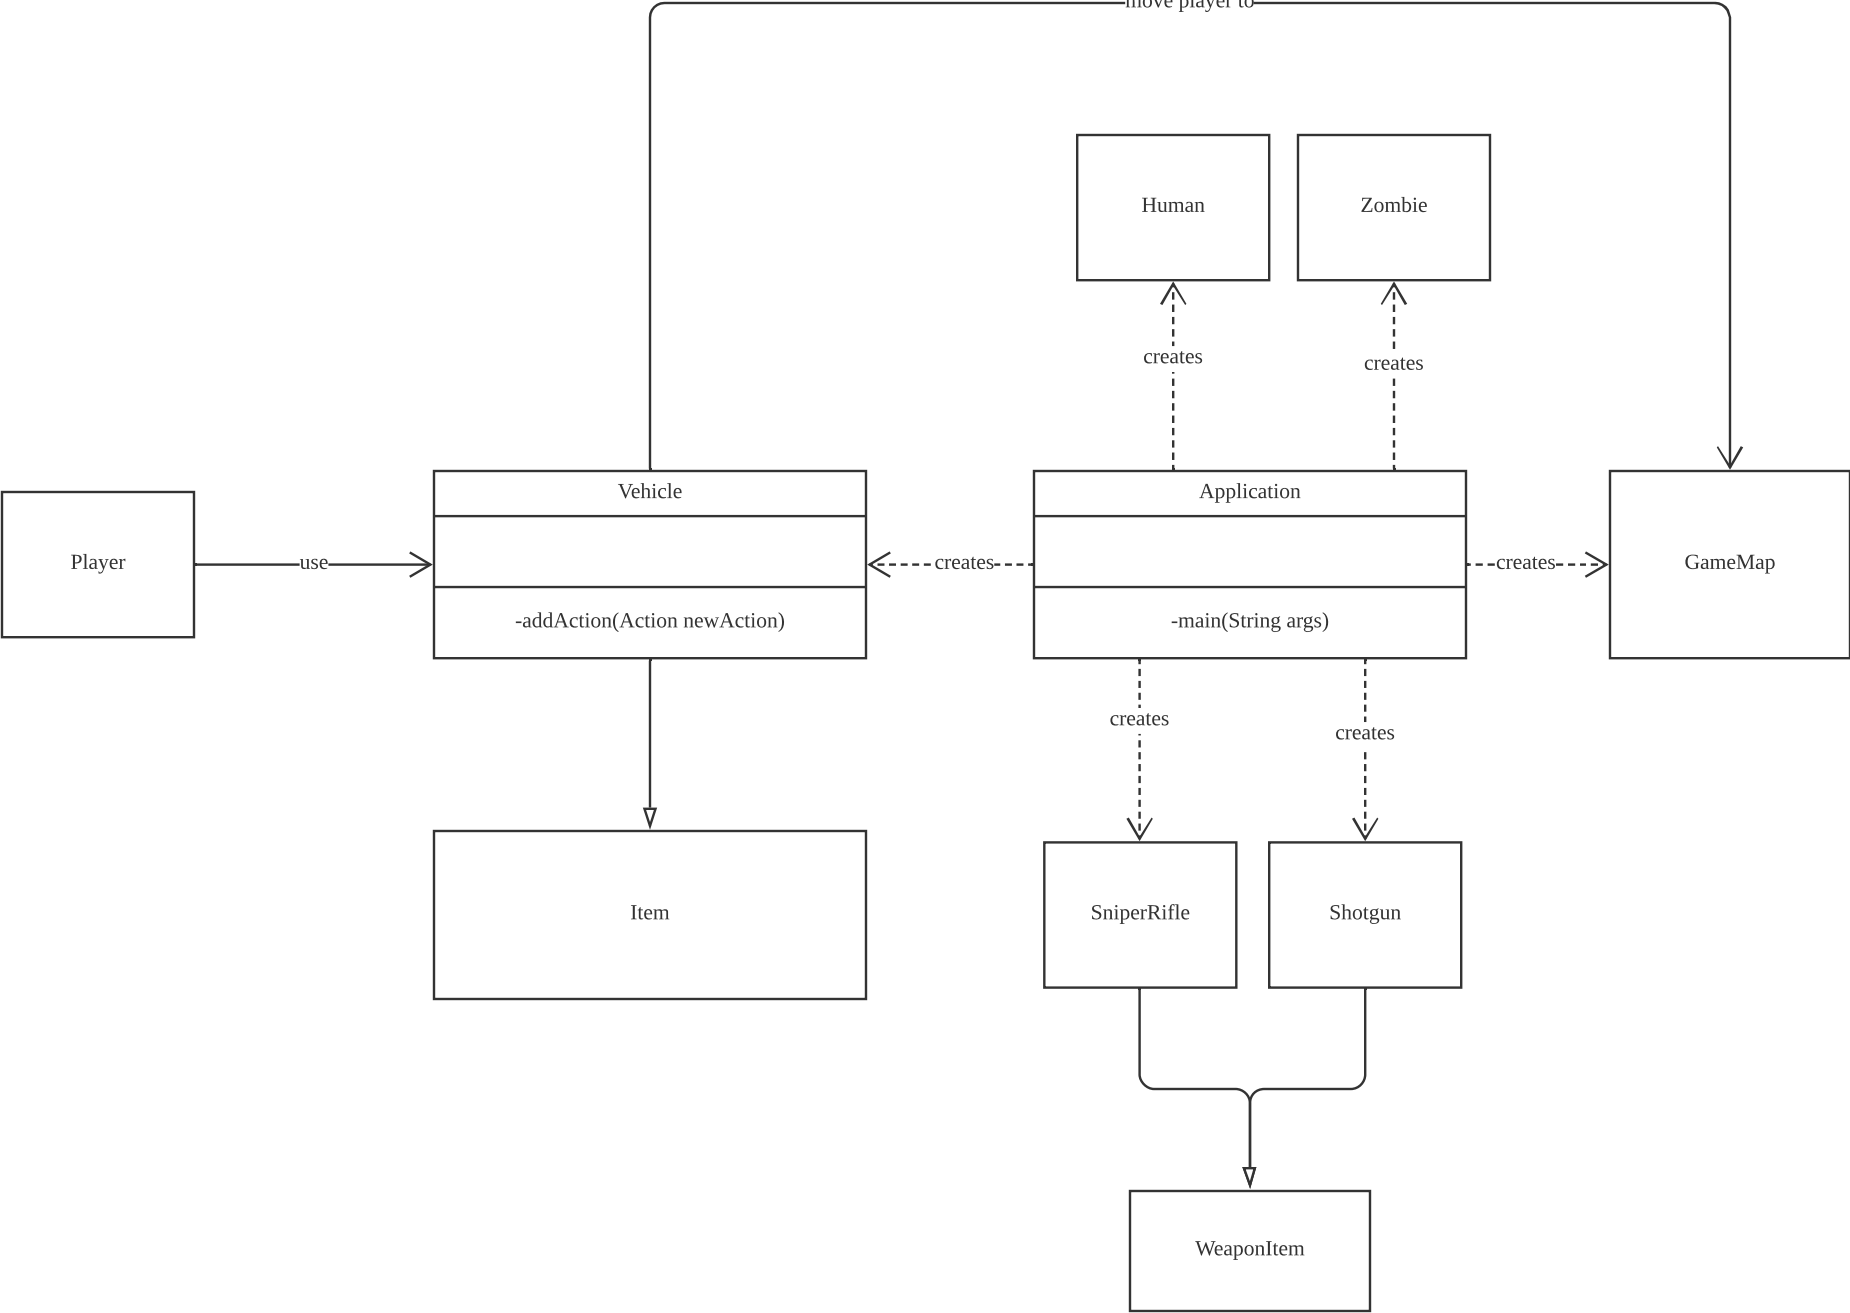 move player to
Human
Zombie
creates
creates
Vehicle
Application
Player
use
creates
creates
GameMap
-addAction(Action newAction)
-main(String args)
creates
creates
Item
SniperRifle
Shotgun
WeaponItem